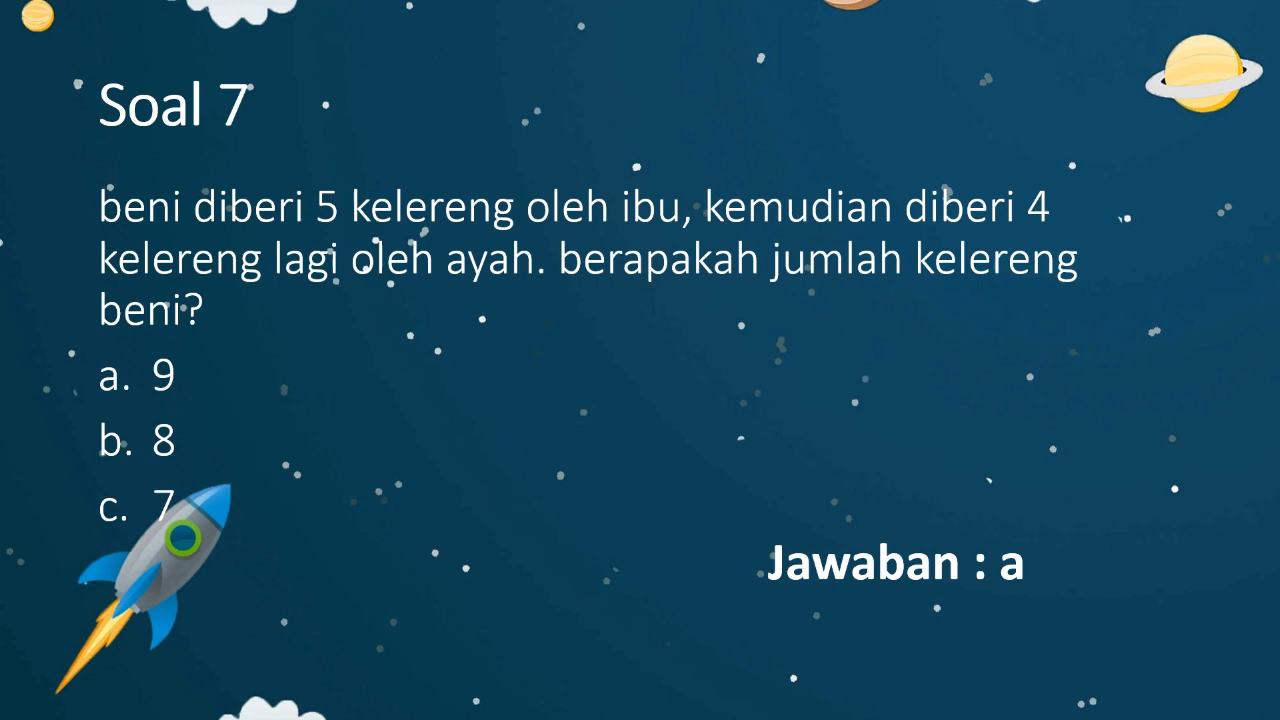 Soal 7
beni diberi 5 kelereng oleh ibu, kemudian diberi 4
kelereng lagi oleh ayah. berapakah jumlah kelereng
beni?
a. 9
b. 8
c. 7
Jawaban : a